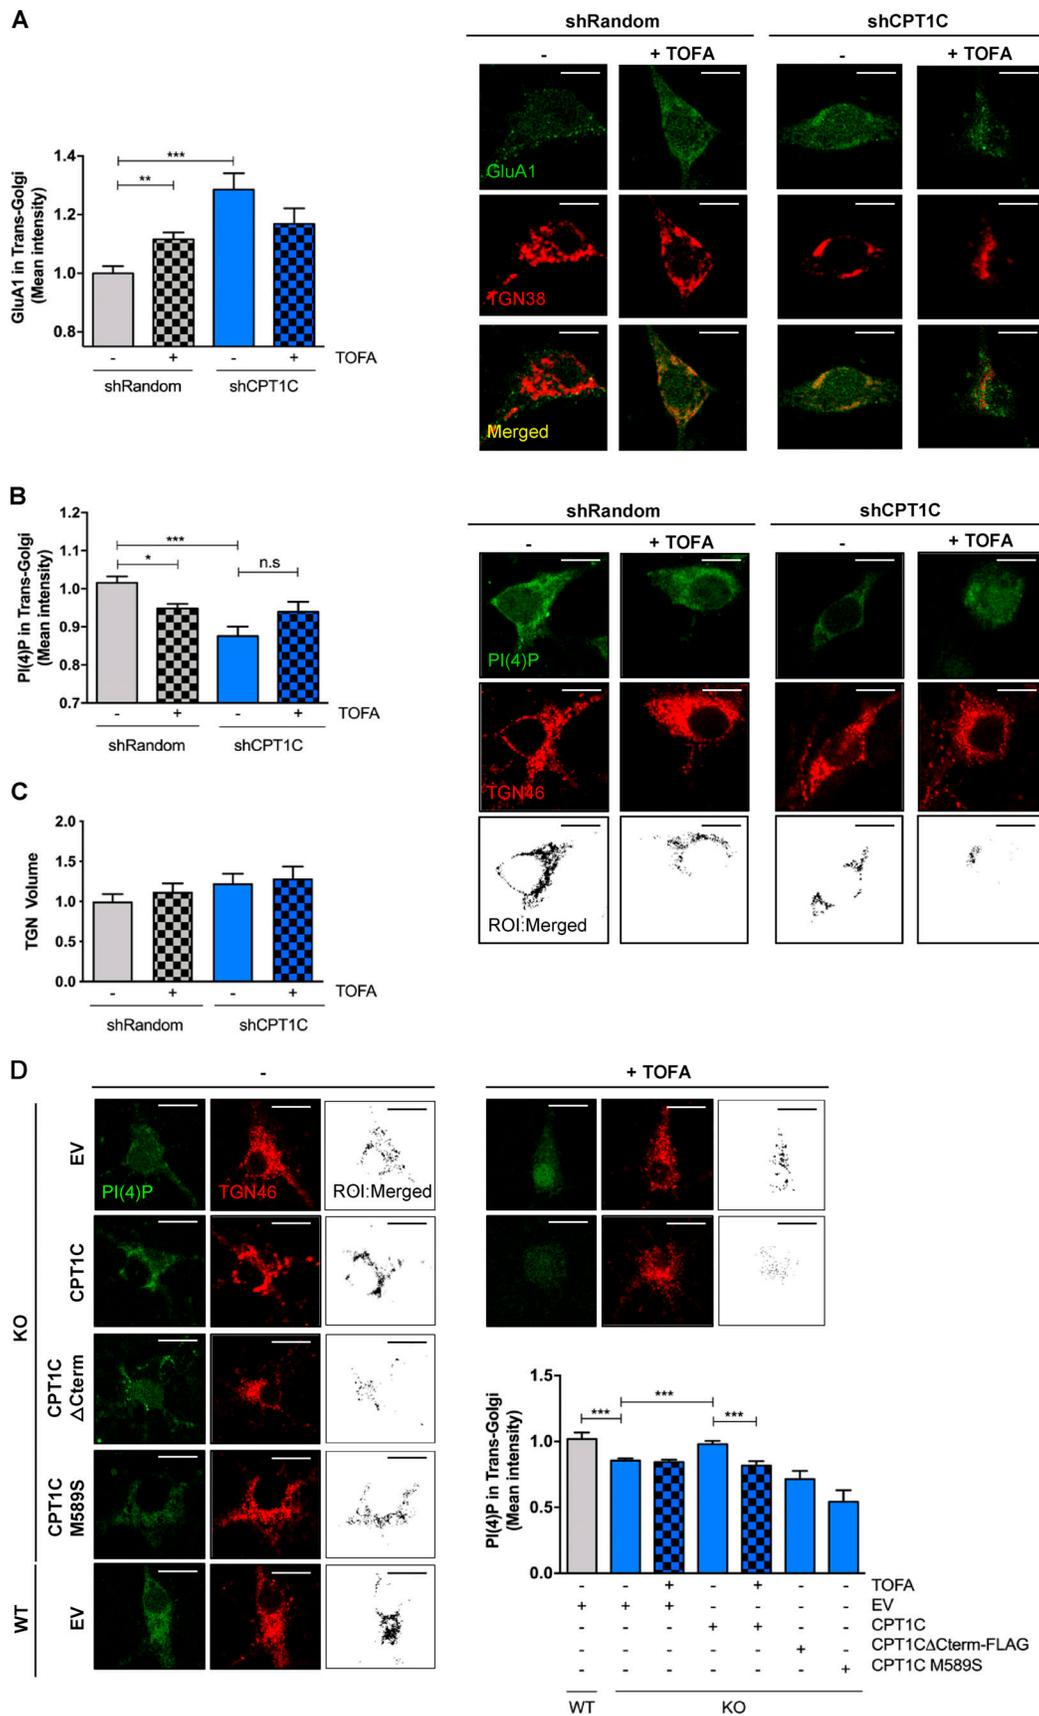 A
shRandom
shCPT1C
-
+ TOFA
-
+ TOFA
GluA1
TGN38
Merged
GluA1 in Trans-Golgi
(Mean intensity)
1.4
1.2
1.0
0.8
***
**
-
+
-
+
TOFA
shRandom
shCPT1C
B
shRandom
shCPT1C
-
+ TOFA
-
+ TOFA
PI(4)P
TGN46
ROI:Merged
PI(4)P in Trans-Golgi
(Mean intensity)
1.2
1.1
1.0
0.9
0.8
0.7
***
*
n.s
-
+
-
+
TOFA
shRandom
shCPT1C
C
TGN Volume
2.0
1.5
1.0
0.5
0.0
-
+
-
+
TOFA
shRandom
shCPT1C
D
-
+ TOFA
KO
WT
EV
CPT1C
CPT1C
ΔCterm
CPT1C
M589S
EV
PI(4)P
TGN46
ROI:Merged
PI(4)P in Trans-Golgi
(Mean intensity)
1.5
1.0
0.5
0.0
***
***
***
- - + - + - - TOFA
+ + + - - - - EV
- - - + + - - CPT1C
- - - - - + - CPT1CΔCterm-FLAG
- - - - - - + CPT1C M589S
WT
KO